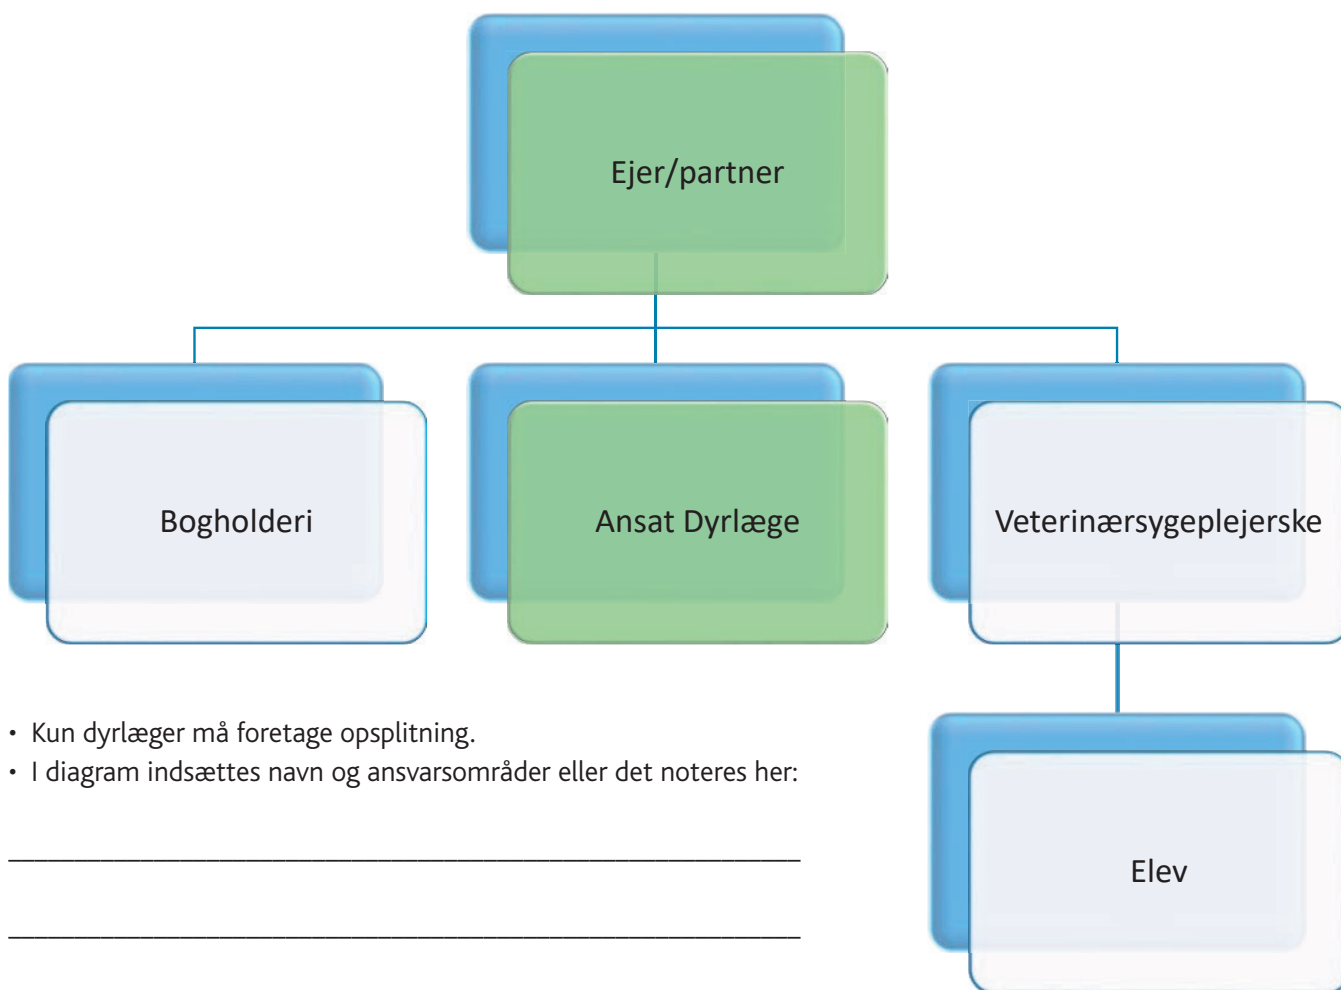 Ejer/partner
Bogholderi
Ansat Dyrlæge
Veterinærsygeplejerske
• Kun dyrlæger må foretage opsplitning.
• I diagram indsættes navn og ansvarsområder eller det noteres her:
Elev